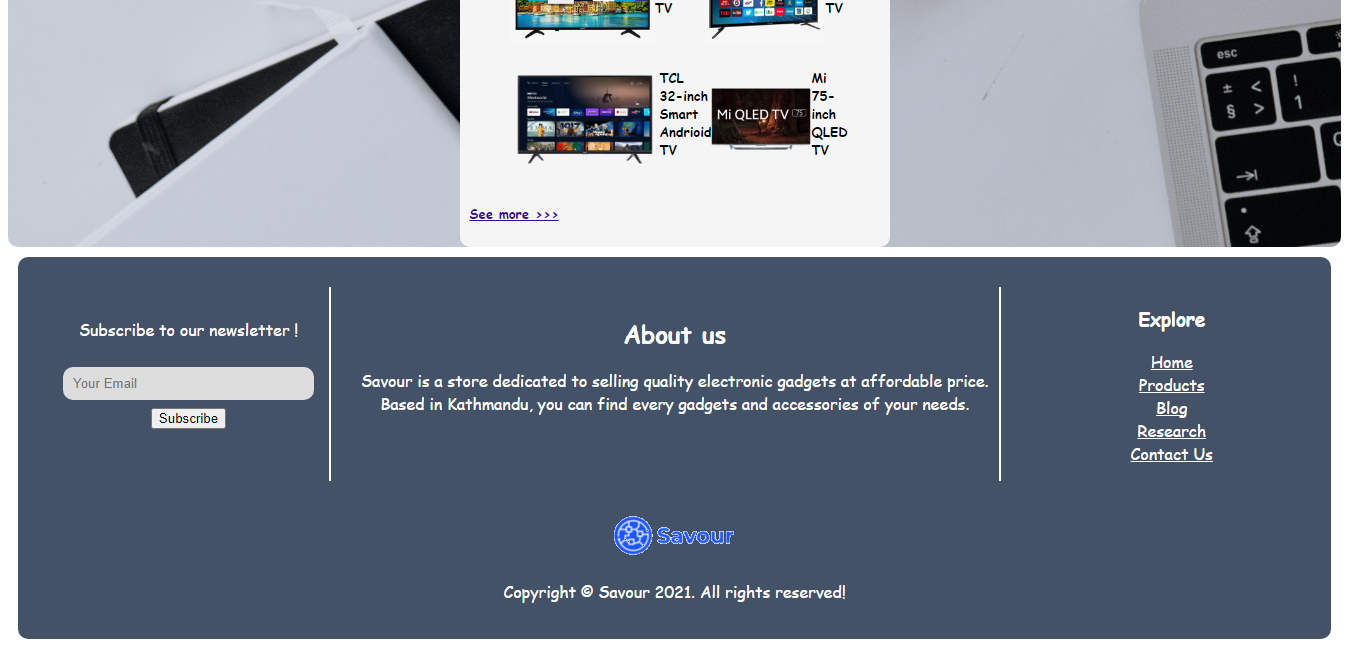 TV
TV
TCL
32-inch
Smart
Andrioid
TV
Mi QLED TV 75
Mi
75-
inch
QLED
TV
See more >>>
esc
± <
§ >
!
1
Subscribe to our newsletter !
Your Email
Subscribe
About us
Savour is a store dedicated to selling quality electronic gadgets at affordable price.
Based in Kathmandu, you can find every gadgets and accessories of your needs.
Explore
Home
Products
Blog
Research
Contact Us
Savour
Copyright © Savour 2021. All rights reserved!